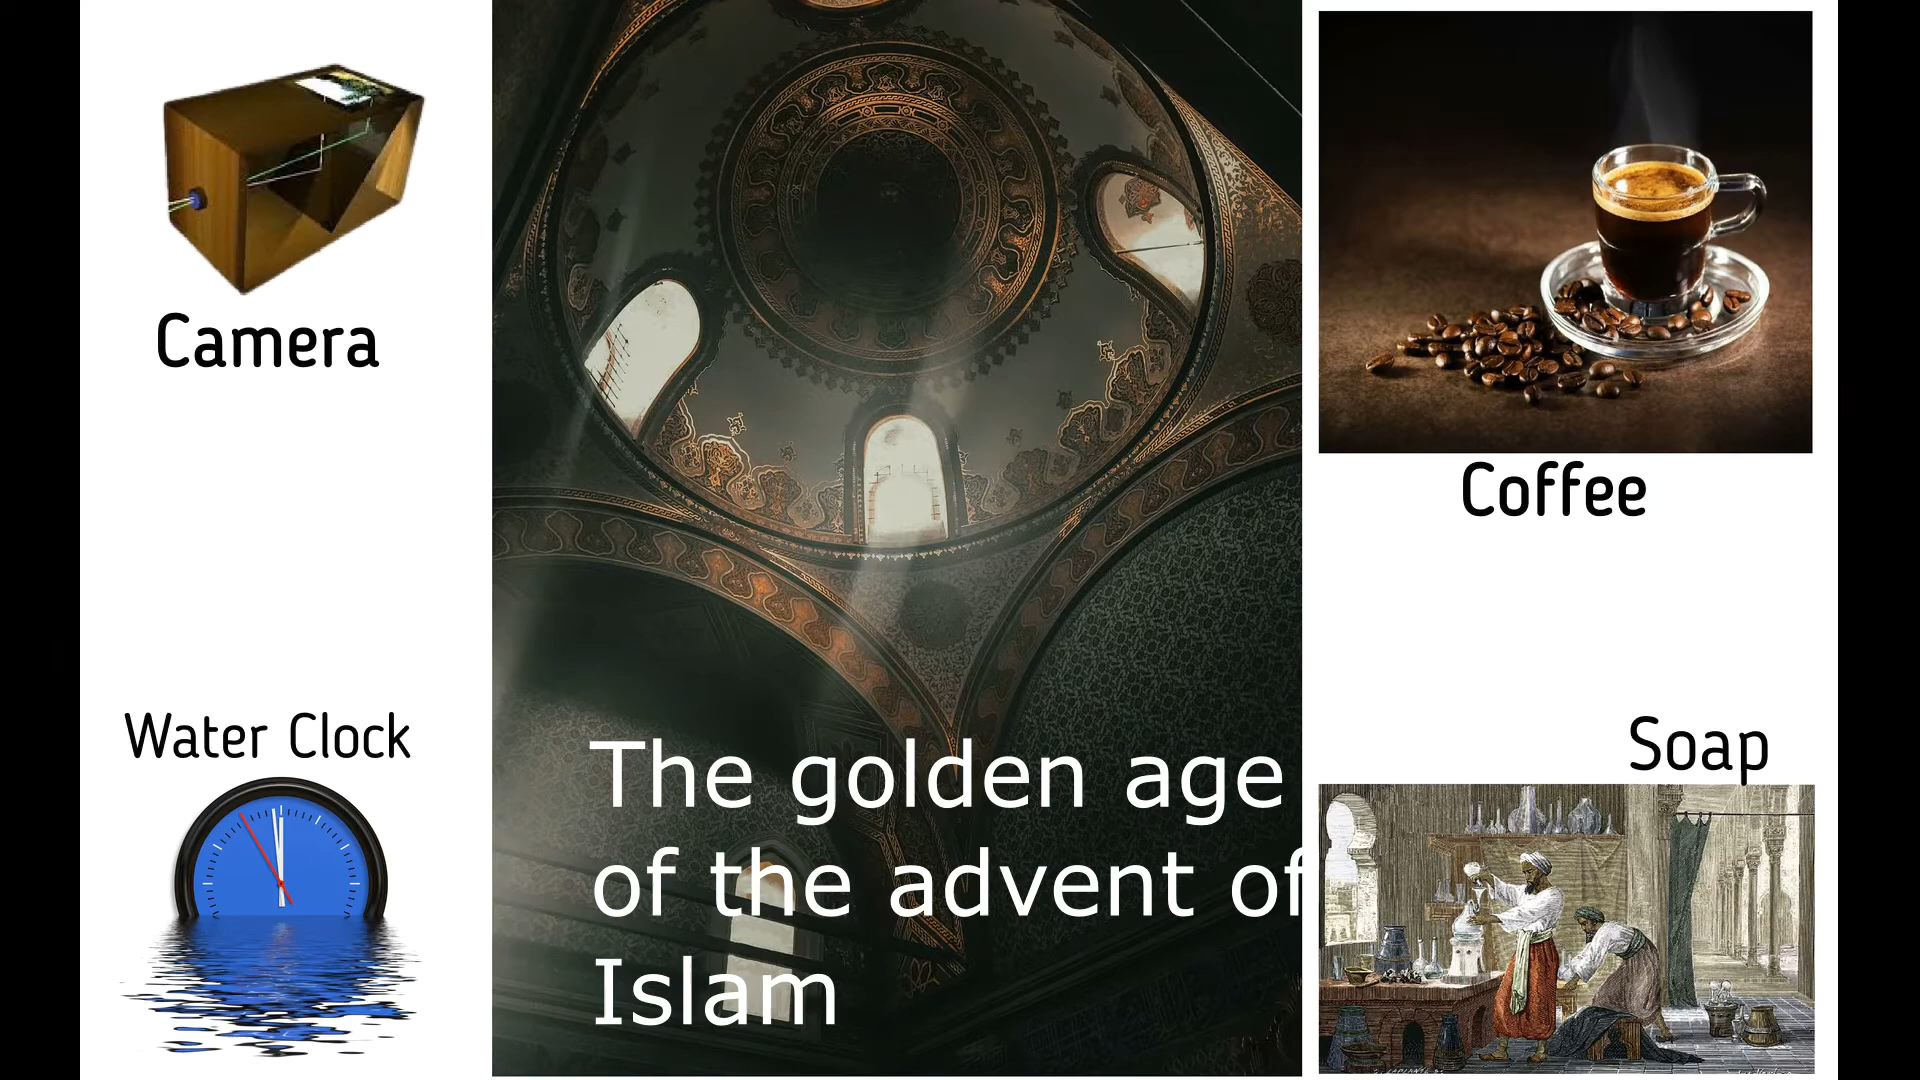 Camera
Coffee
Water Clock
Soap
The golden age
of the advent of
Islam